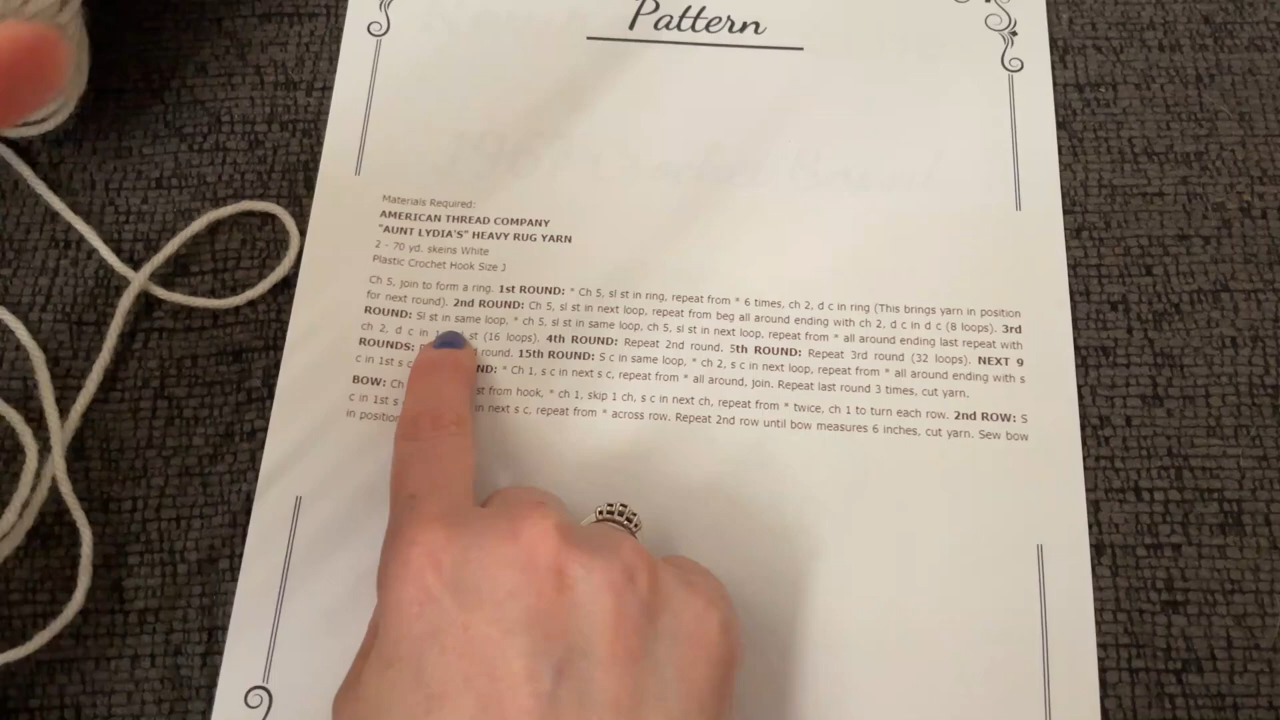 Pattern
Materials Required:
AMERICAN THREAD COMPANY
"AUNT LYDIA'S" HEAVY RUG YARN
2 - 70 yd. skeins White
Plastic Crochet Hook Size J
Ch 5, join to form a ring. 1st ROUND: * Ch 5, sl st in ring, repeat from * 6 times, ch 2, d c in ring (This brings yarn in position
for next round). 2nd ROUND: Ch 5, sl st in next loop, repeat from beg all around ending with ch 2, d c in d c (8 loops). 3rd
ROUND: Sl st in same loop, * ch 5, sl st in same loop, ch 5, sl st in next loop, repeat from * all around ending last repeat with
ch 2, d c in st (16 loops). 4th ROUND: Repeat 2nd round. 5th ROUND: Repeat 3rd round (32 loops). NEXT 9
ROUNDS: round. 15th ROUND: S c in same loop, * ch 2, s c in next loop, repeat from * all around ending with s
c in 1st s c * Ch 1, s c in next s c, repeat from * all around, join. Repeat last round 3 times, cut yarn.
BOW: Ch from hook, * ch 1, skip 1 ch, s c in next ch, repeat from * twice, ch 1 to turn each row. 2nd ROW: S
c in 1st s in next s c, repeat from * across row. Repeat 2nd row until bow measures 6 inches, cut yarn. Sew bow
in position